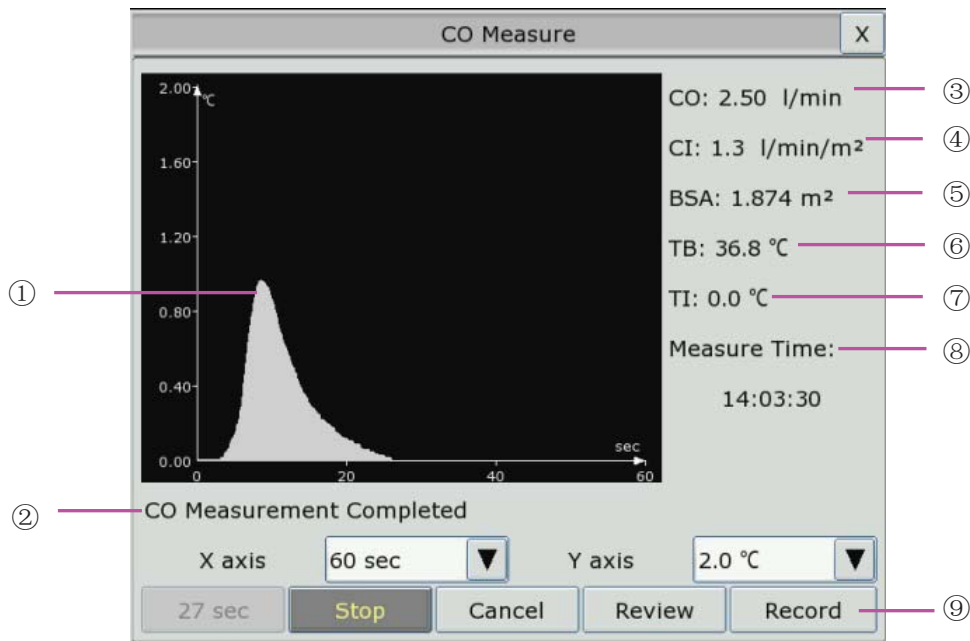 CO Measure X
2.00
℃
1.60
1.20
0.80
0.40
0.00
0 20 40 60
sec
CO: 2.50 l/min ③
CI: 1.3 l/min/m² ④
BSA: 1.874 m² ⑤
TB: 36.8 ℃ ⑥
TI: 0.0 ℃ ⑦
Measure Time: ⑧
14:03:30
①
② CO Measurement Completed
X axis 60 sec ▼ Y axis 2.0 ℃ ▼
27 sec Stop Cancel Review Record ⑨